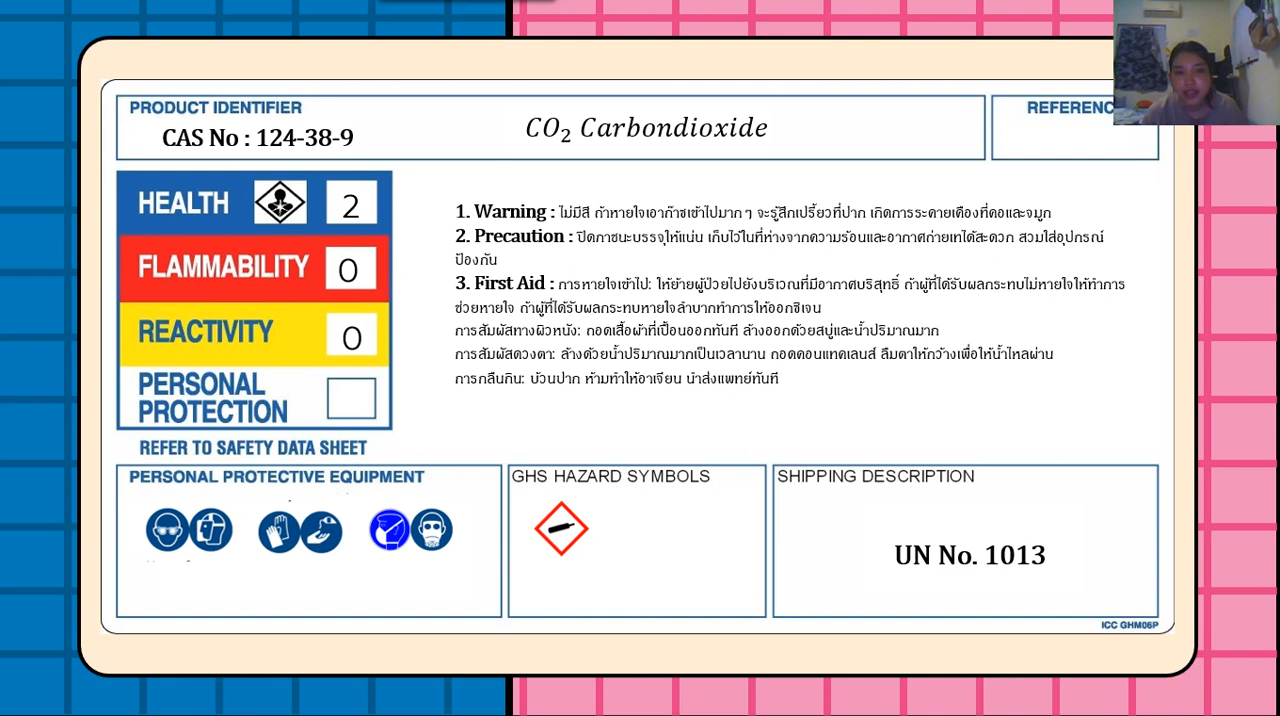 PRODUCT IDENTIFIER
CAS No : 124-38-9
CO₂ Carbondioxide
HEALTH 2
FLAMMABILITY 0
REACTIVITY 0
PERSONAL
PROTECTION
REFER TO SAFETY DATA SHEET
1. Warning : ไม่มีสี ถ้าหายใจเอาก๊าซเข้าไปมาก ๆ จะรู้สึกเปรี้ยวที่ปาก เกิดการระคายเคืองที่คอและจมูก
2. Precaution : ปิดภาชนะบรรจุให้แน่น เก็บไว้ในที่ห่างจากความร้อนและอากาศถ่ายเทได้สะดวก สวมใส่อุปกรณ์
ป้องกัน
3. First Aid : การหายใจเข้าไป: ให้ย้ายผู้ป่วยไปยังบริเวณที่มีอากาศบริสุทธิ์ ถ้าผู้ที่ได้รับผลกระทบไม่หายใจให้ทำการ
ช่วยหายใจ ถ้าผู้ที่ได้รับผลกระทบหายใจลำบากทำการให้ออกซิเจน
การสัมผัสทางผิวหนัง: ถอดเสื้อผ้าที่เปื้อนออกทันที ล้างออกด้วยสบู่และน้ำปริมาณมาก
การสัมผัสดวงตา: ล้างด้วยน้ำปริมาณมากเป็นเวลานาน ถอดคอนแทคเลนส์ ลืมตาให้กว้างเพื่อให้น้ำไหลผ่าน
การกลืนกิน: บ้วนปาก ห้ามทำให้อาเจียน นำส่งแพทย์ทันที
PERSONAL PROTECTIVE EQUIPMENT
GHS HAZARD SYMBOLS
SHIPPING DESCRIPTION
UN No. 1013
ICC GHM06P